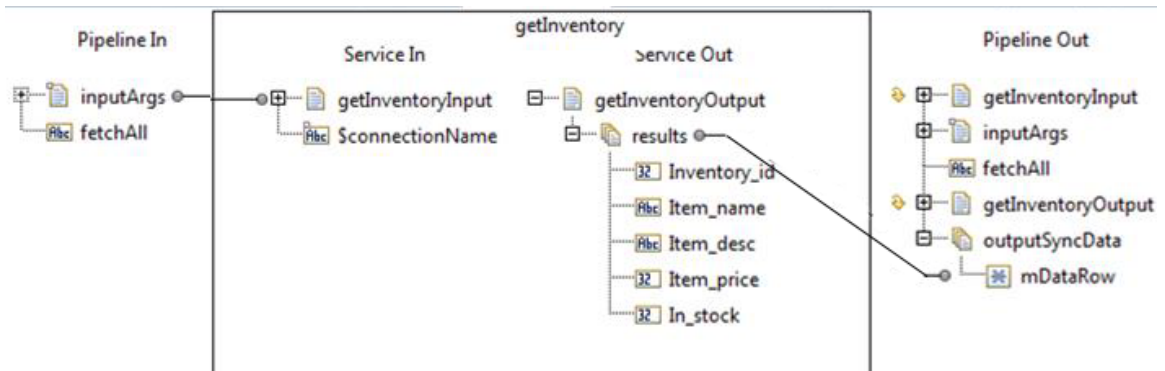 getInventory
Pipeline In
Service In
Service Out
Pipeline Out
inputArgs
fetchAll
getInventoryInput
$connectionName
getInventoryOutput
results
Inventory_id
Item_name
Item_desc
Item_price
In_stock
getInventoryInput
inputArgs
fetchAll
getInventoryOutput
outputSyncData
mDataRow